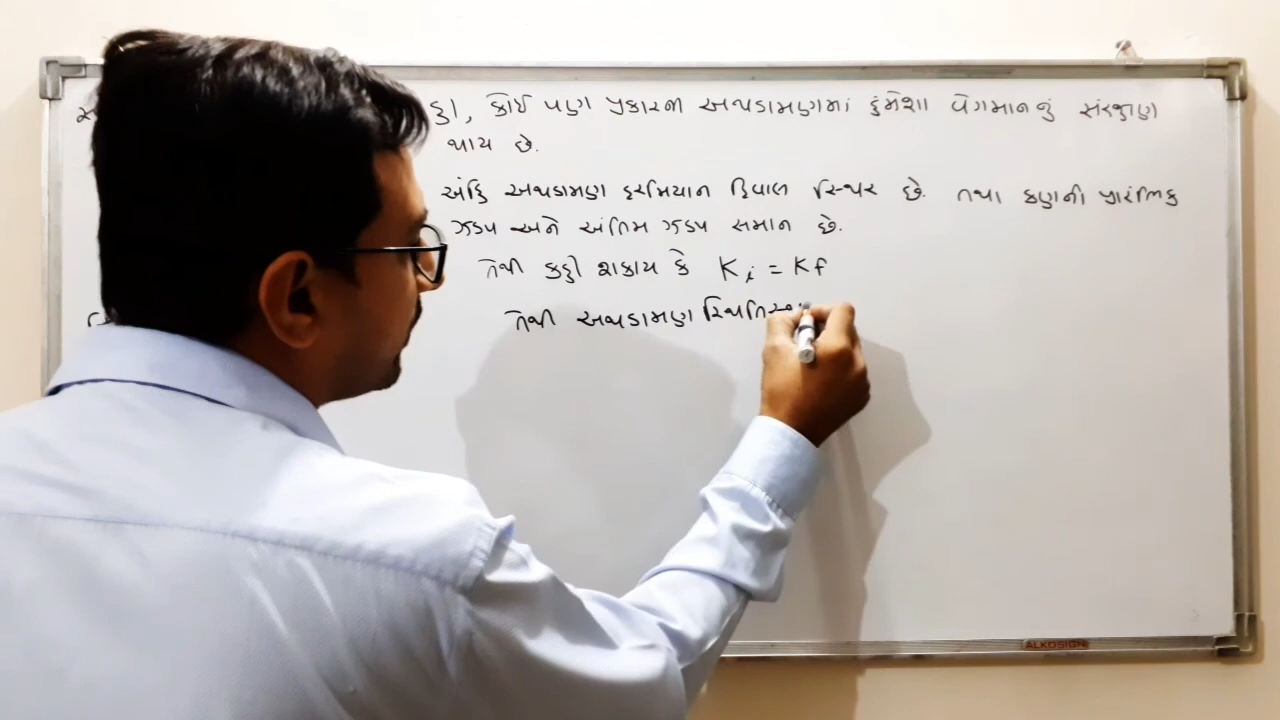 હા, કોઈ પણ પ્રકારની અથડામણમાં હંમેશા વેગમાનનું સંરક્ષણ
થાય છે.
અંહિ અથડામણ દરમિયાન દિવાલ સ્થિર છે. તથા કણની પ્રારંભિક
ઝડપ અને અંતિમ ઝડપ સમાન છે.
તેથી કહી શકાય કે Ki = Kf
તેથી અથડામણ સ્થિતિસ્થ
ALKOSIGN